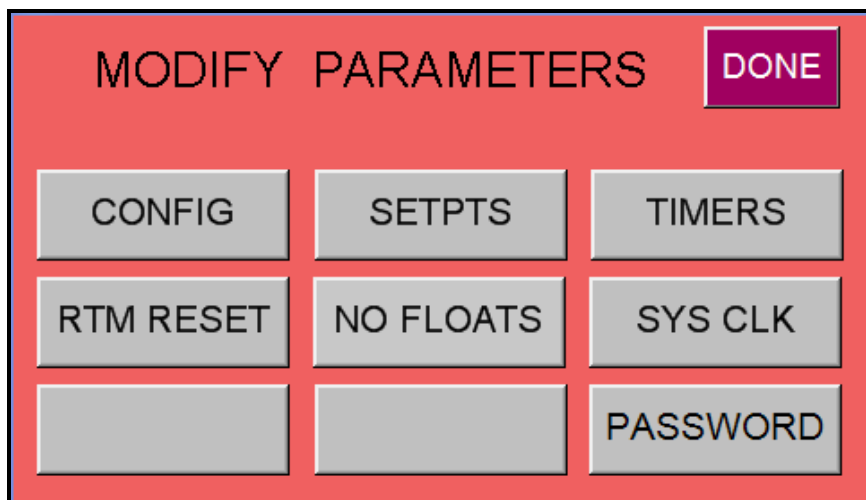 MODIFY PARAMETERS
DONE
CONFIG
SETPTS
TIMERS
RTM RESET
NO FLOATS
SYS CLK
PASSWORD